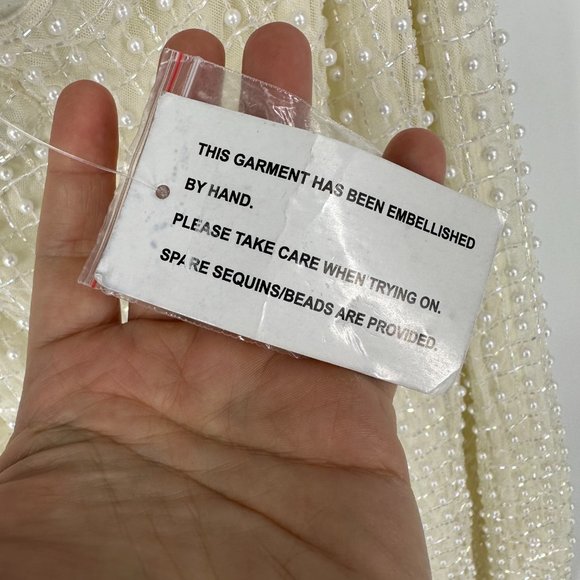 THIS GARMENT HAS BEEN EMBELLISHED
BY HAND.
PLEASE TAKE CARE WHEN TRYING ON.
SPARE SEQUINS/BEADS ARE PROVIDED.